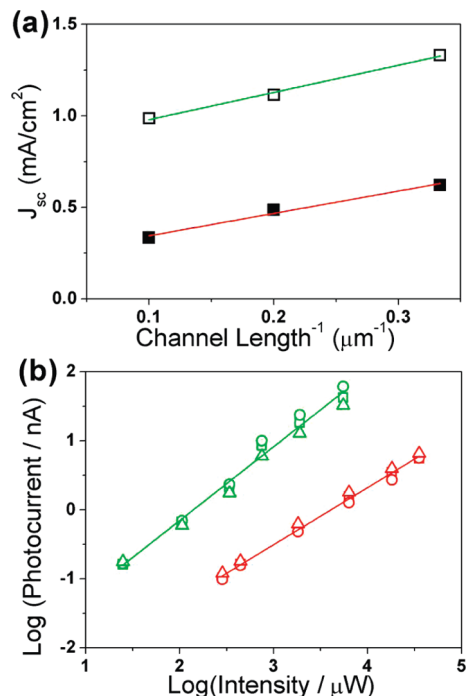 (a)
1.5
1.0
0.5
0.0
J_sc (mA/cm²)
0.1 0.2 0.3
Channel Length⁻¹ (μm⁻¹)
(b)
2
1
0
-1
-2
Log (Photocurrent / nA)
1 2 3 4 5
Log(Intensity / μW)